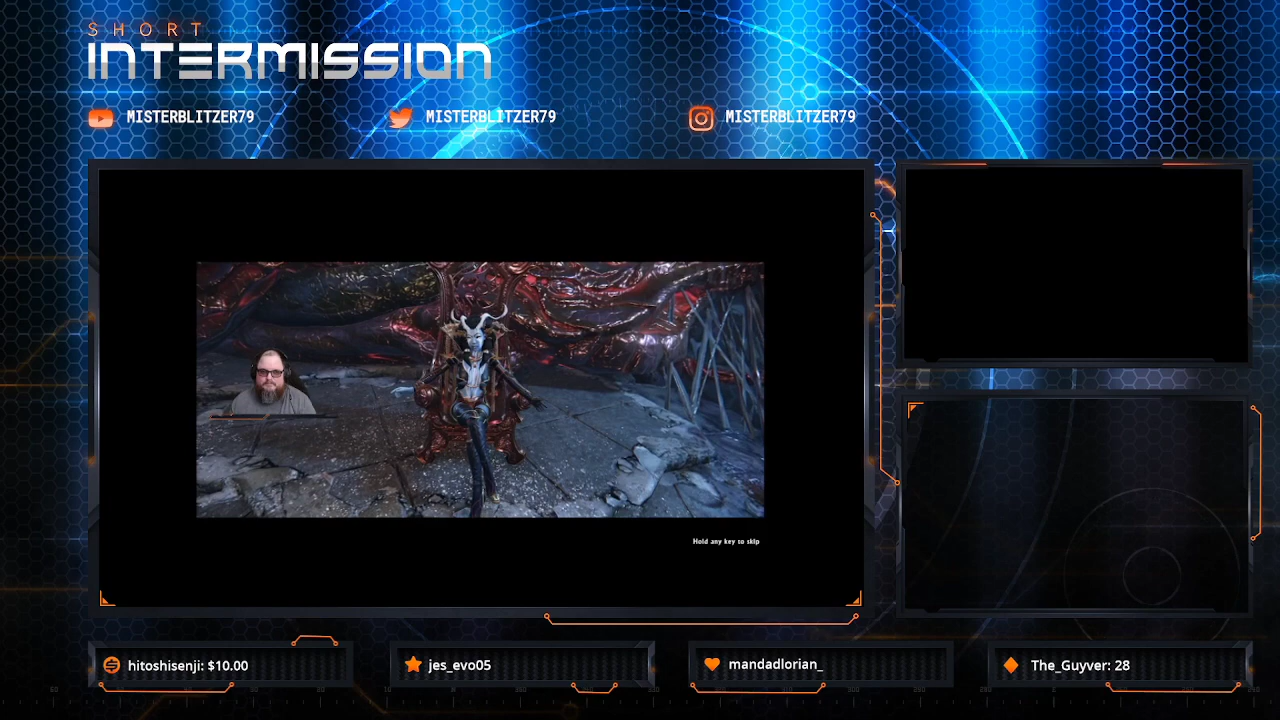 SHORT
INTERMISSION
MISTERBLITZER79
MISTERBLITZER79
MISTERBLITZER79
Hold any key to skip
hitoshisenji: $10.00
jes_evo05
mandadlorian_
The_Guyver: 28